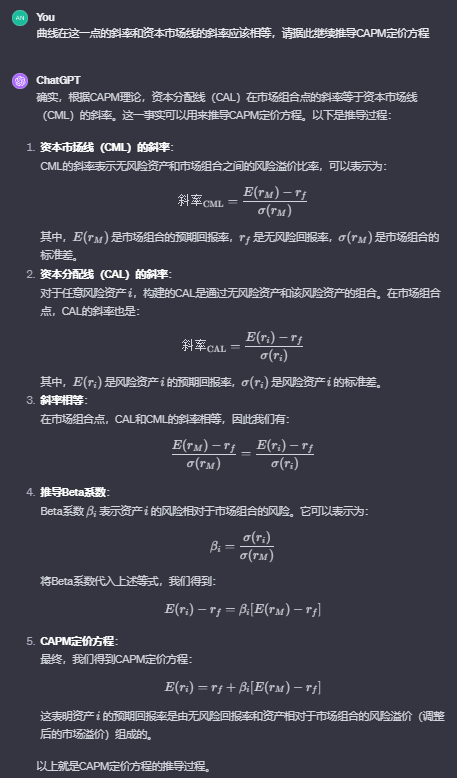 AN You
曲线在这一点的斜率和资本市场线的斜率应该相等，请据此继续推导CAPM定价方程
ChatGPT
确实，根据CAPM理论，资本分配线（CAL）在市场组合点的斜率等于资本市场线
（CML）的斜率。这一事实可以用来推导CAPM定价方程。以下是推导过程：
1. 资本市场线（CML）的斜率：
CML的斜率表示无风险资产和市场组合之间的风险溢价比率，可以表示为：
斜率_CML = (E(r_M) − r_f) / σ(r_M)
其中，E(r_M) 是市场组合的预期回报率，r_f 是无风险回报率，σ(r_M) 是市场组合的
标准差。
2. 资本分配线（CAL）的斜率：
对于任意风险资产 i，构建的CAL是通过无风险资产和该风险资产的组合。在市场组合
点，CAL的斜率也是：
斜率_CAL = (E(r_i) − r_f) / σ(r_i)
其中，E(r_i) 是风险资产 i 的预期回报率，σ(r_i) 是风险资产 i 的标准差。
3. 斜率相等：
在市场组合点，CAL和CML的斜率相等，因此我们有：
(E(r_M) − r_f) / σ(r_M) = (E(r_i) − r_f) / σ(r_i)
4. 推导Beta系数：
Beta系数 β_i 表示资产 i 的风险相对于市场组合的风险。它可以表示为：
β_i = σ(r_i) / σ(r_M)
将Beta系数代入上述等式，我们得到：
E(r_i) − r_f = β_i[E(r_M) − r_f]
5. CAPM定价方程：
最终，我们得到CAPM定价方程：
E(r_i) = r_f + β_i[E(r_M) − r_f]
这表明资产 i 的预期回报率是由无风险回报率和资产相对于市场组合的风险溢价（调整
后的市场溢价）组成的。
以上就是CAPM定价方程的推导过程。